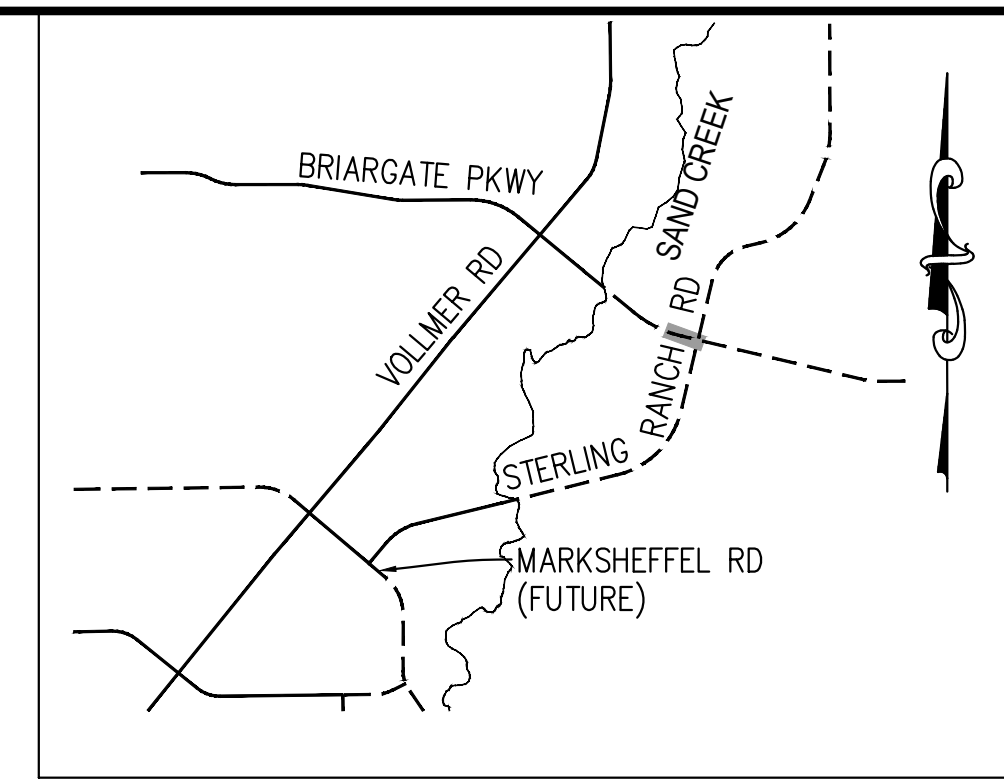 BRIARGATE PKWY
SAND CREEK
VOLLMER RD
STERLING RANCH RD
MARKSHEFFEL RD
(FUTURE)